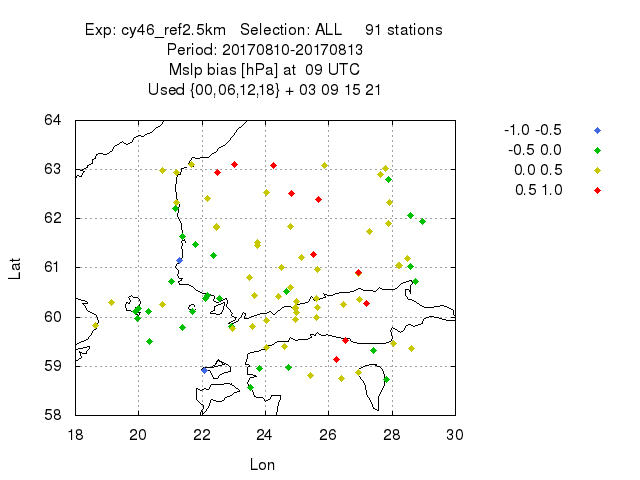 Exp: cy46_ref2.5km Selection: ALL 91 stations
Period: 20170810-20170813
Mslp bias [hPa] at 09 UTC
Used {00,06,12,18} + 03 09 15 21
64
63
62
61
60
59
58
Lat
18 20 22 24 26 28 30
Lon
-1.0 -0.5
-0.5 0.0
0.0 0.5
0.5 1.0